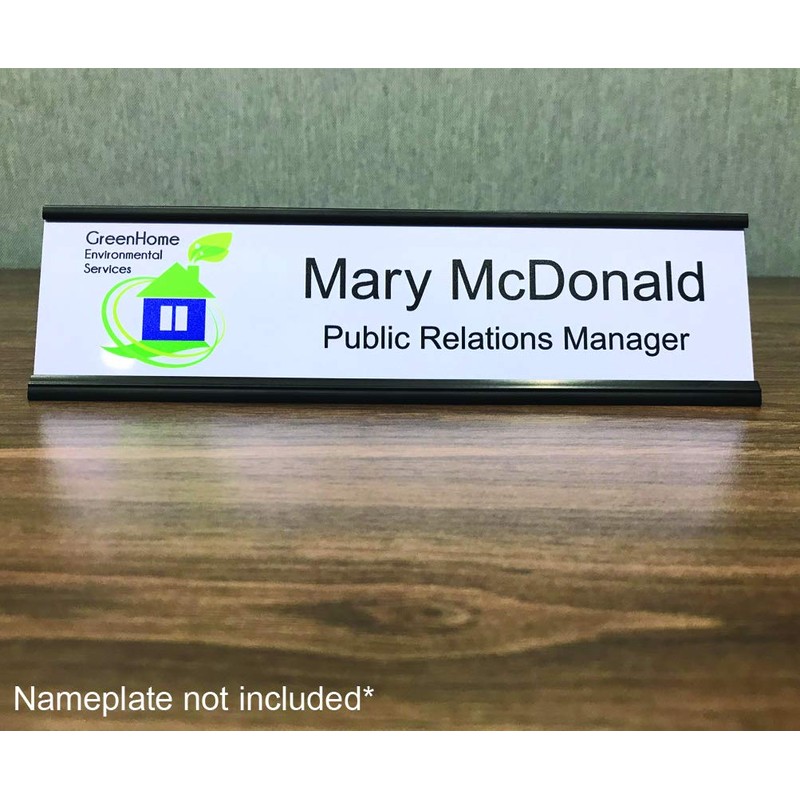 GreenHome
Environmental
Services
Mary McDonald
Public Relations Manager
Nameplate not included*